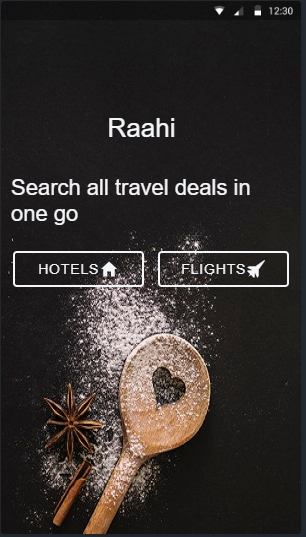 12:30
Raahi
Search all travel deals in
one go
HOTELS
FLIGHTS